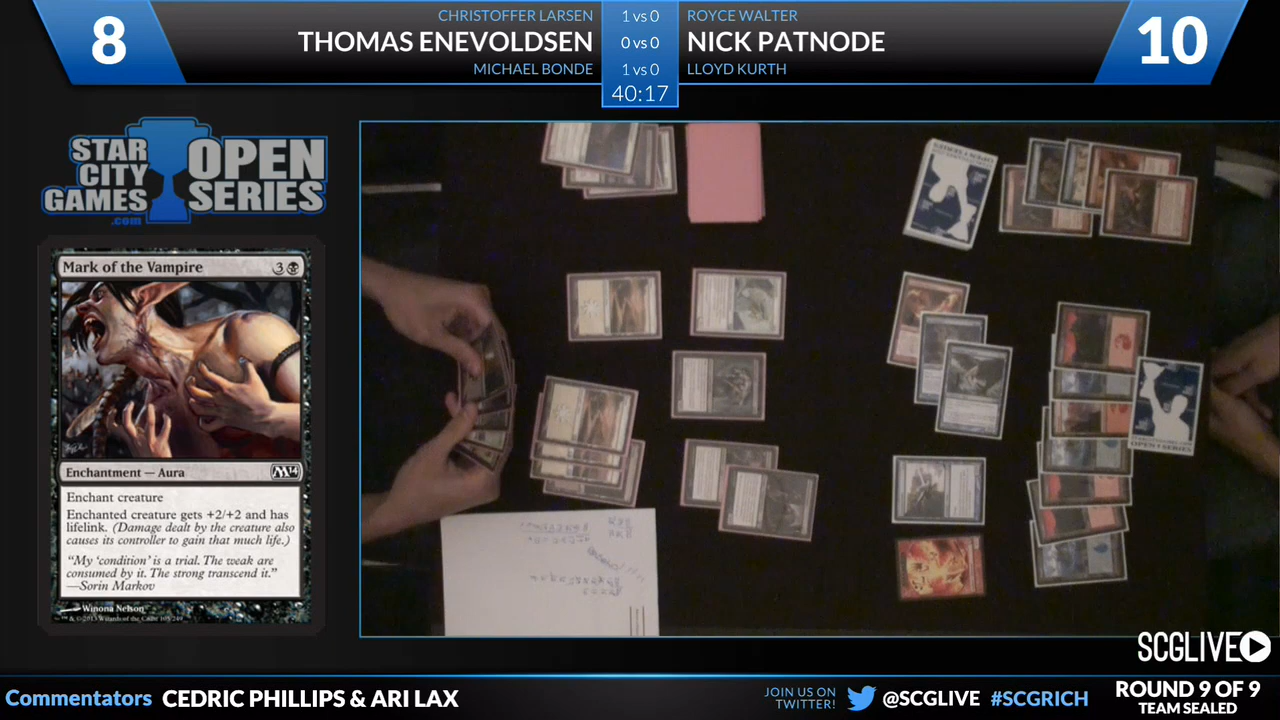 8
CHRISTOFFER LARSEN
1 vs 0
ROYCE WALTER
THOMAS ENEVOLDSEN
0 vs 0
NICK PATNODE
MICHAEL BONDE
1 vs 0
LLOYD KURTH
10
40:17
STAR CITY GAMES.com
OPEN SERIES
Mark of the Vampire 3
Enchantment — Aura M14
Enchant creature
Enchanted creature gets +2/+2 and has
lifelink. (Damage dealt by the creature also
causes its controller to gain that much life.)
"My 'condition' is a trial. The weak are
consumed by it. The strong transcend it."
—Sorin Markov
Winona Nelson
SCGLIVE
Commentators CEDRIC PHILLIPS & ARI LAX
JOIN US ON
TWITTER!
@SCGLIVE #SCGRICH
ROUND 9 OF 9
TEAM SEALED